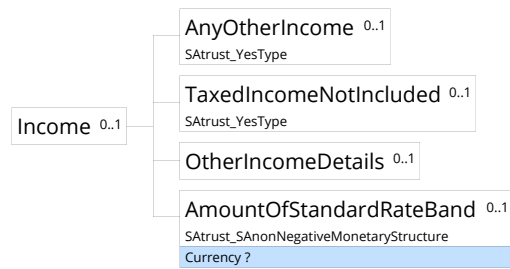 AnyOtherIncome 0..1
SAtrust_YesType
TaxedIncomeNotIncluded 0..1
SAtrust_YesType
Income 0..1
OtherIncomeDetails 0..1
AmountOfStandardRateBand 0..1
SAtrust_SAnonNegativeMonetaryStructure
Currency ?